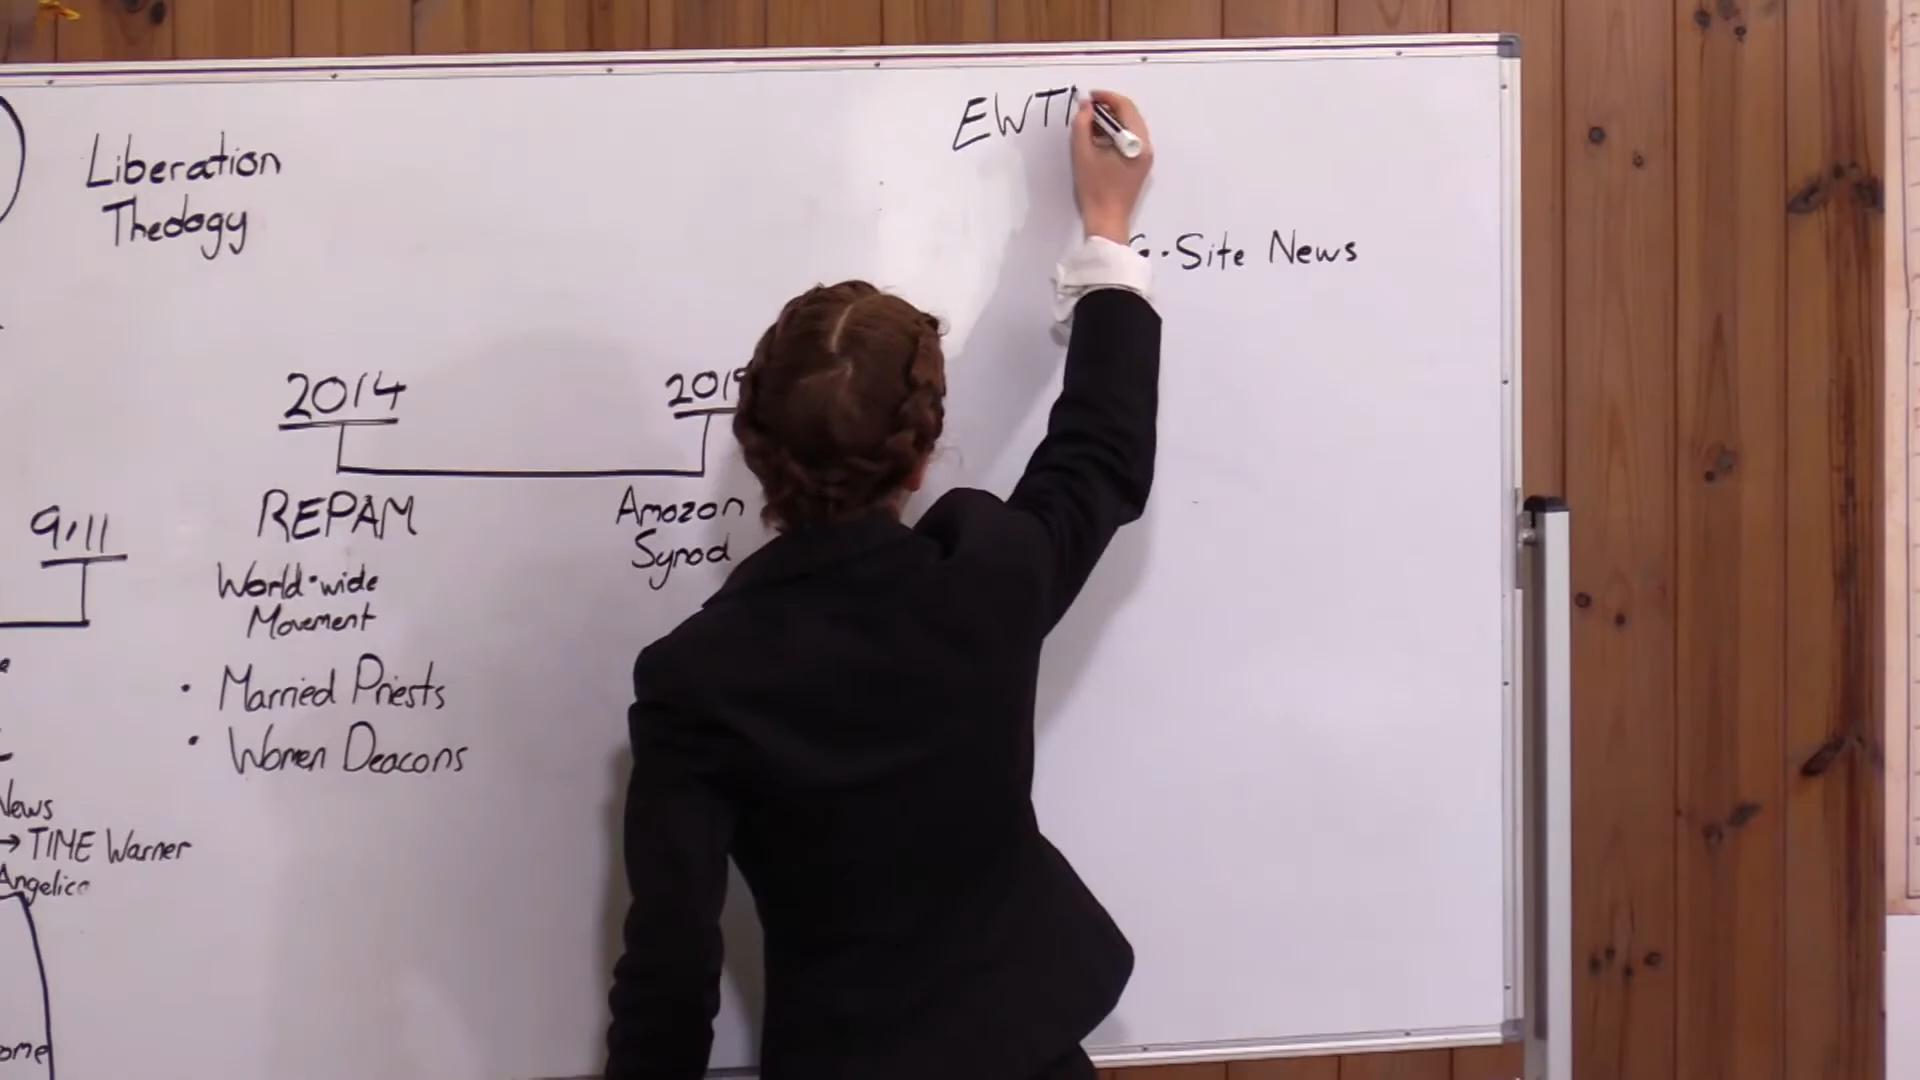 Liberation
Theology
EWT
Site News
2014
REPAM
World-wide
Movement
• Married Priests
• Women Deacons
Amazon
Synod
9/11
News
→ TIME Warner
Angelica